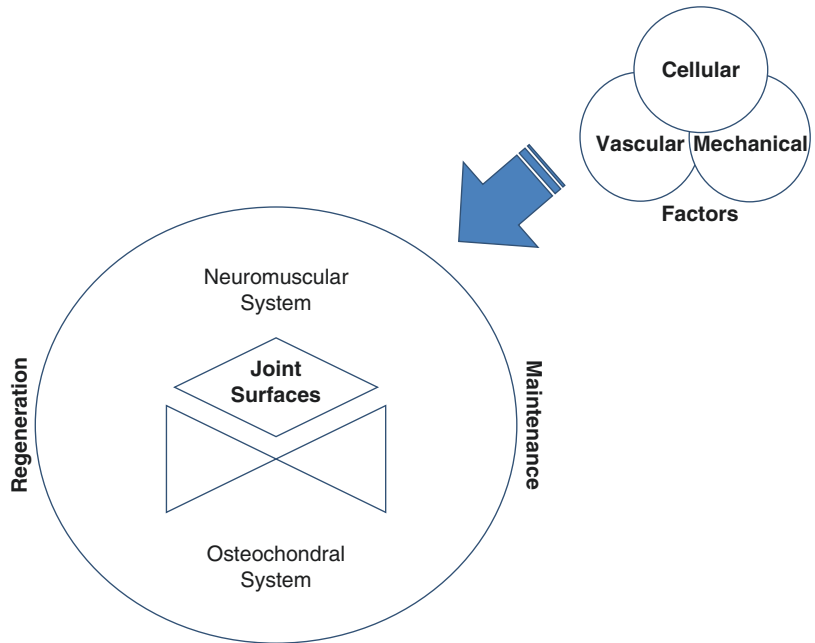 Cellular
Vascular Mechanical
Factors
Neuromuscular
System
Joint
Surfaces
Regeneration
Maintenance
Osteochondral
System